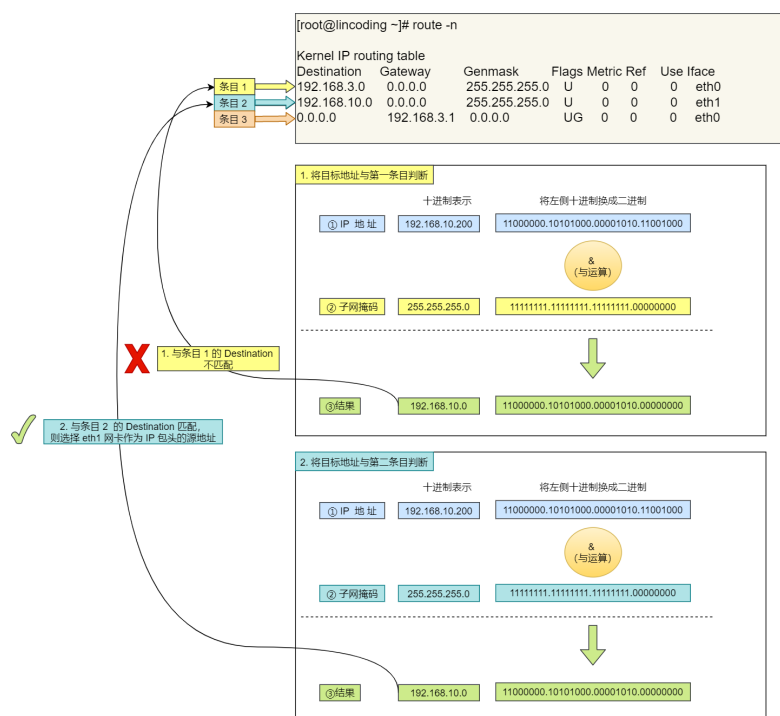 [root@lincoding ~]# route -n
Kernel IP routing table
Destination Gateway Genmask Flags Metric Ref Use Iface
条目 1 192.168.3.0 0.0.0.0 255.255.255.0 U 0 0 0 eth0
条目 2 192.168.10.0 0.0.0.0 255.255.255.0 U 0 0 0 eth1
条目 3 0.0.0.0 192.168.3.1 0.0.0.0 UG 0 0 0 eth0
1. 将目标地址与第一条目判断
十进制表示 将左侧十进制换成二进制
① IP 地 址 192.168.10.200 11000000.10101000.00001010.11001000
&
(与运算)
② 子网掩码 255.255.255.0 11111111.11111111.11111111.00000000
1. 与条目 1 的 Destination
不匹配
③结果 192.168.10.0 11000000.10101000.00001010.00000000
2. 与条目 2 的 Destination 匹配，
则选择 eth1 网卡作为 IP 包头的源地址
2. 将目标地址与第二条目判断
十进制表示 将左侧十进制换成二进制
① IP 地 址 192.168.10.200 11000000.10101000.00001010.11001000
&
(与运算)
② 子网掩码 255.255.255.0 11111111.11111111.11111111.00000000
③结果 192.168.10.0 11000000.10101000.00001010.00000000